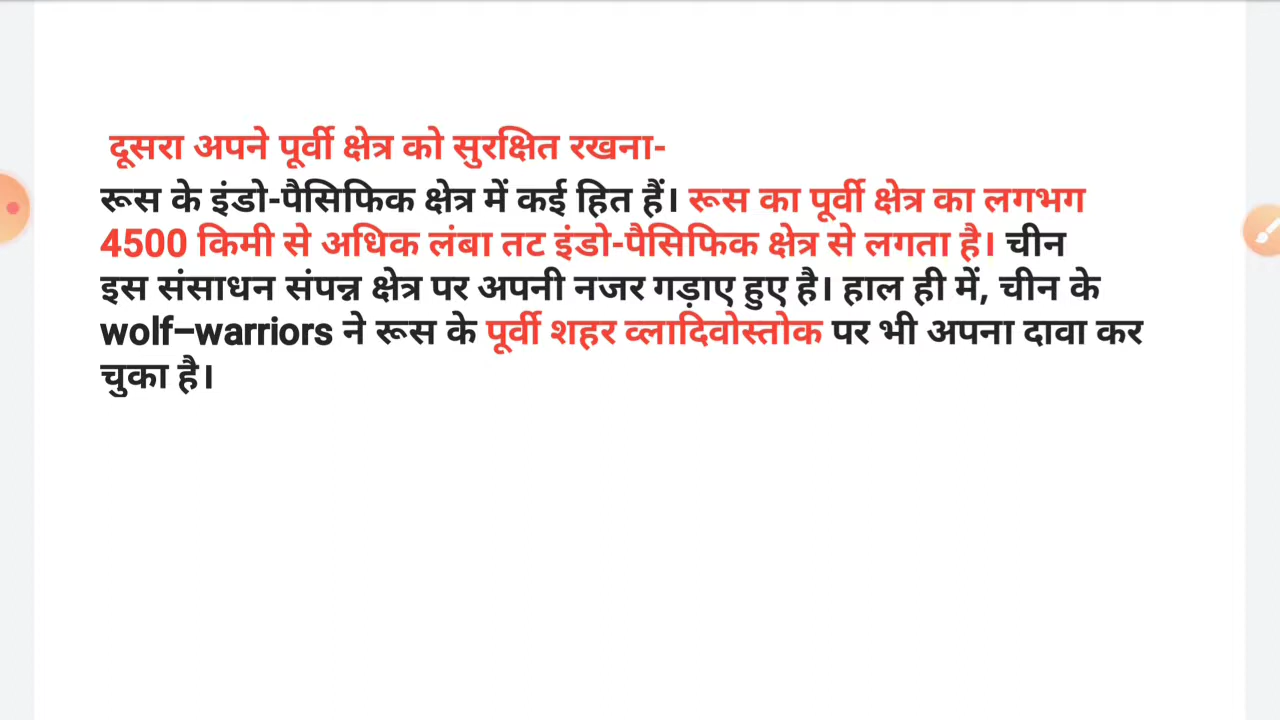 दूसरा अपने पूर्वी क्षेत्र को सुरक्षित रखना-
रूस के इंडो-पैसिफिक क्षेत्र में कई हित हैं। रूस का पूर्वी क्षेत्र का लगभग
4500 किमी से अधिक लंबा तट इंडो-पैसिफिक क्षेत्र से लगता है। चीन
इस संसाधन संपन्न क्षेत्र पर अपनी नजर गड़ाए हुए है। हाल ही में, चीन के
wolf–warriors ने रूस के पूर्वी शहर व्लादिवोस्तोक पर भी अपना दावा कर
चुका है।